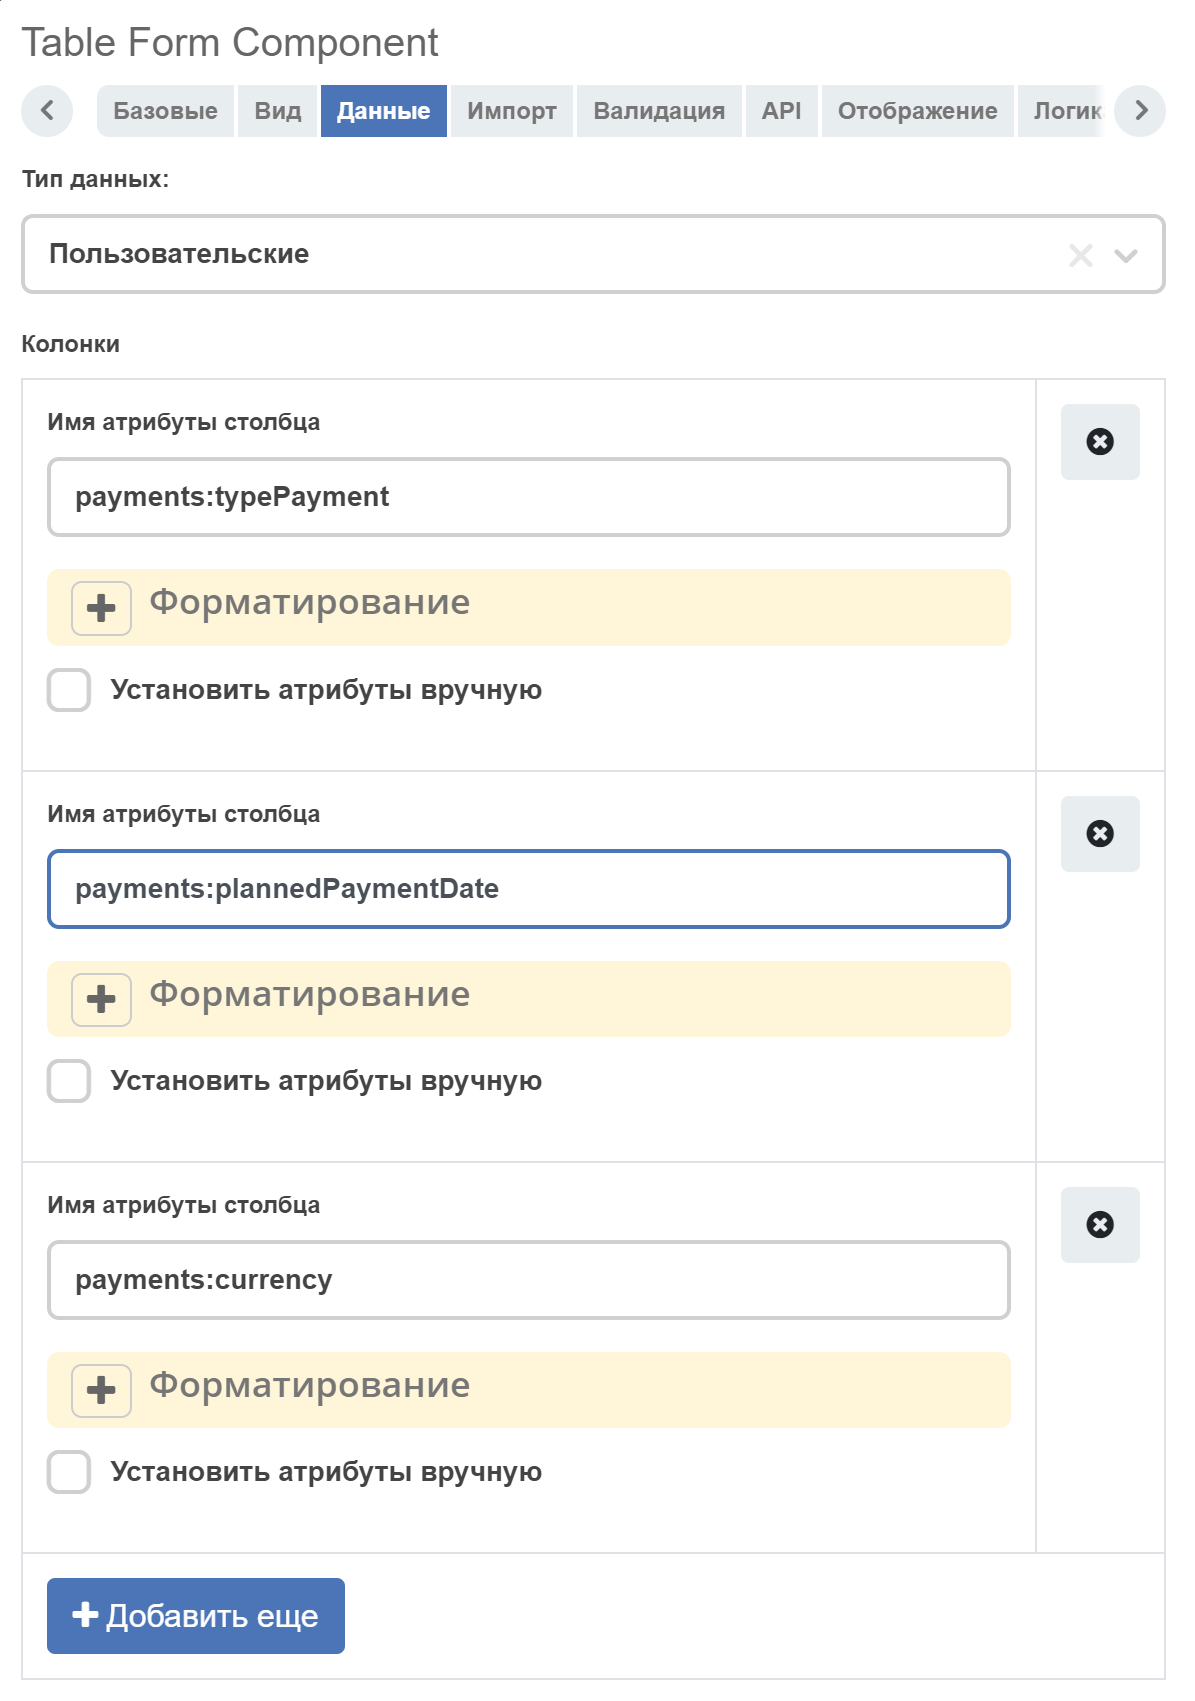 Table Form Component
Базовые Вид Данные Импорт Валидация API Отображение Логик
Тип данных:
Пользовательские
Колонки
Имя атрибуты столбца
payments:typePayment
Форматирование
Установить атрибуты вручную
Имя атрибуты столбца
payments:plannedPaymentDate
Форматирование
Установить атрибуты вручную
Имя атрибуты столбца
payments:currency
Форматирование
Установить атрибуты вручную
Добавить еще